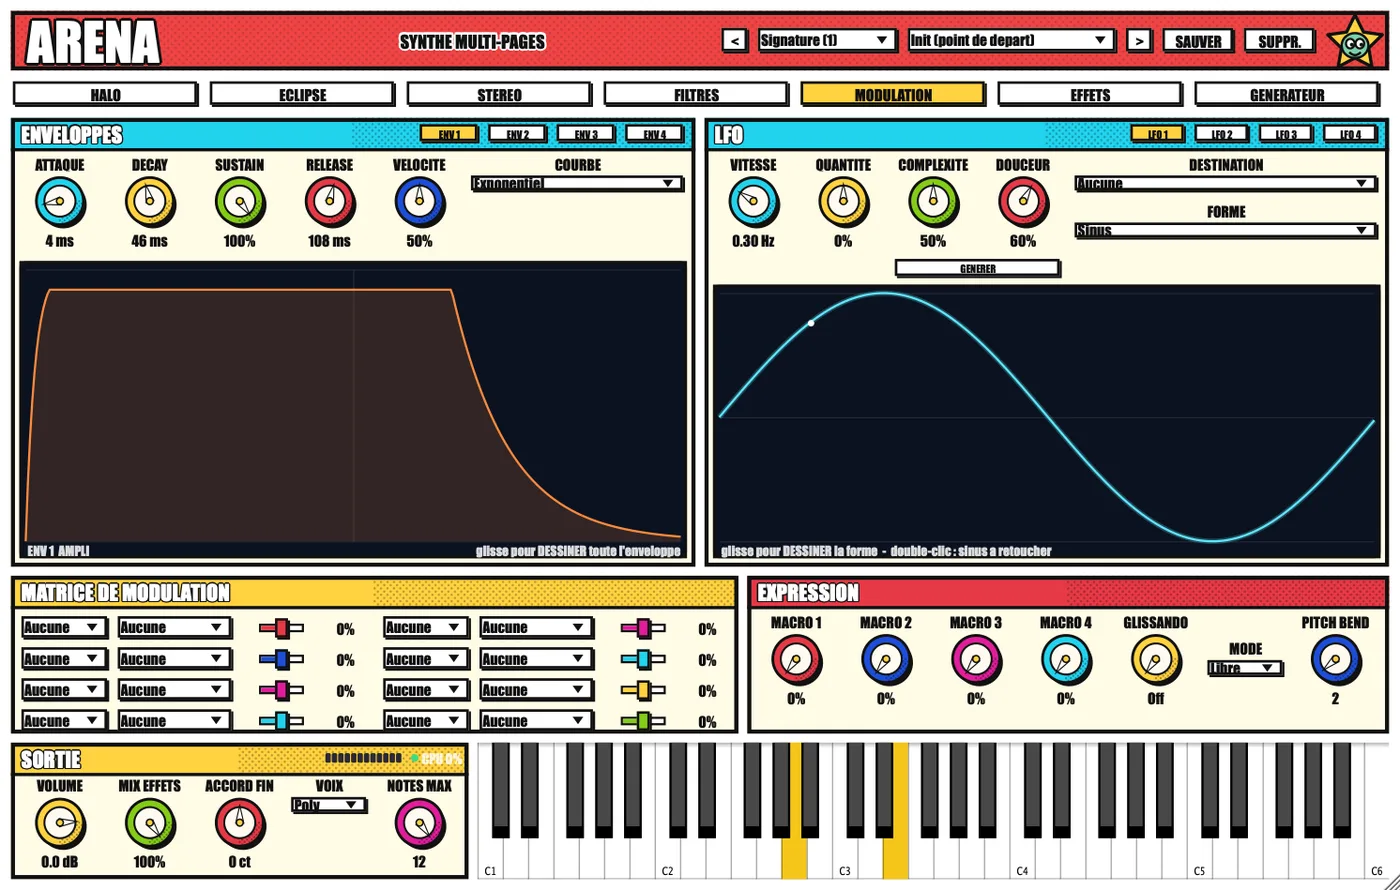 ARENA
SYNTHE MULTI-PAGES
<
Signature (1)
Init (point de depart)
>
SAUVER
SUPPR.
HALO
ECLIPSE
STEREO
FILTRES
MODULATION
EFFETS
GENERATEUR
ENVELOPPES
ENV 1
ENV 2
ENV 3
ENV 4
ATTAQUE
DECAY
SUSTAIN
RELEASE
VELOCITE
COURBE
Exponentiel
4 ms
46 ms
100%
108 ms
50%
ENV 1 AMPLI
glisse pour DESSINER toute l'enveloppe
LFO
LFO 1
LFO 2
LFO 3
LFO 4
VITESSE
QUANTITE
COMPLEXITE
DOUCEUR
DESTINATION
Aucune
FORME
Sinus
0.30 Hz
0%
50%
60%
GENERER
glisse pour DESSINER la forme - double-clic : sinus a retoucher
MATRICE DE MODULATION
Aucune Aucune 0% Aucune Aucune 0%
Aucune Aucune 0% Aucune Aucune 0%
Aucune Aucune 0% Aucune Aucune 0%
Aucune Aucune 0% Aucune Aucune 0%
EXPRESSION
MACRO 1
MACRO 2
MACRO 3
MACRO 4
GLISSANDO
MODE
Libre
PITCH BEND
0%
0%
0%
0%
Off
2
SORTIE
CPU 0%
VOLUME
MIX EFFETS
ACCORD FIN
VOIX
Poly
NOTES MAX
0.0 dB
100%
0 ct
12
C1
C2
C3
C4
C5
C6